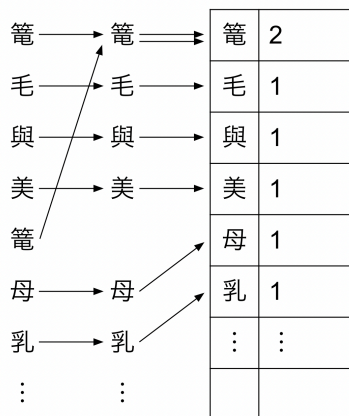 篭 篭 篭 2
毛 毛 毛 1
與 與 與 1
美 美 美 1
篭 母 1
母 母 乳 1
乳 乳 ⋮ ⋮
⋮ ⋮